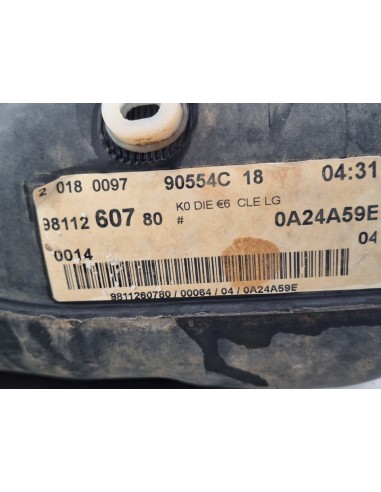 2 0180 0097 90554C 18 04:31
98112 607 80 K0 DIE €6 CLE LG
# 0A24A59E
0014 04
9811260780 / 00064 / 04 / 0A24A59E